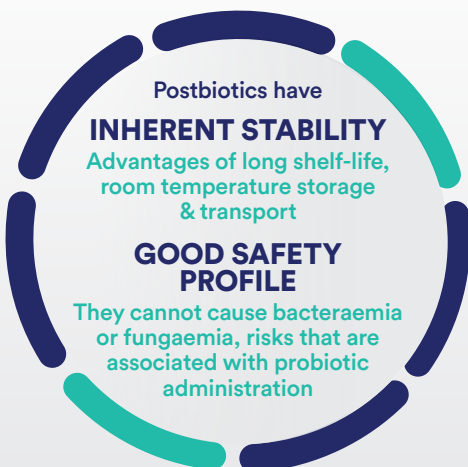 Postbiotics have
INHERENT STABILITY
Advantages of long shelf-life,
room temperature storage
& transport
GOOD SAFETY
PROFILE
They cannot cause bacteraemia
or fungaemia, risks that are
associated with probiotic
administration